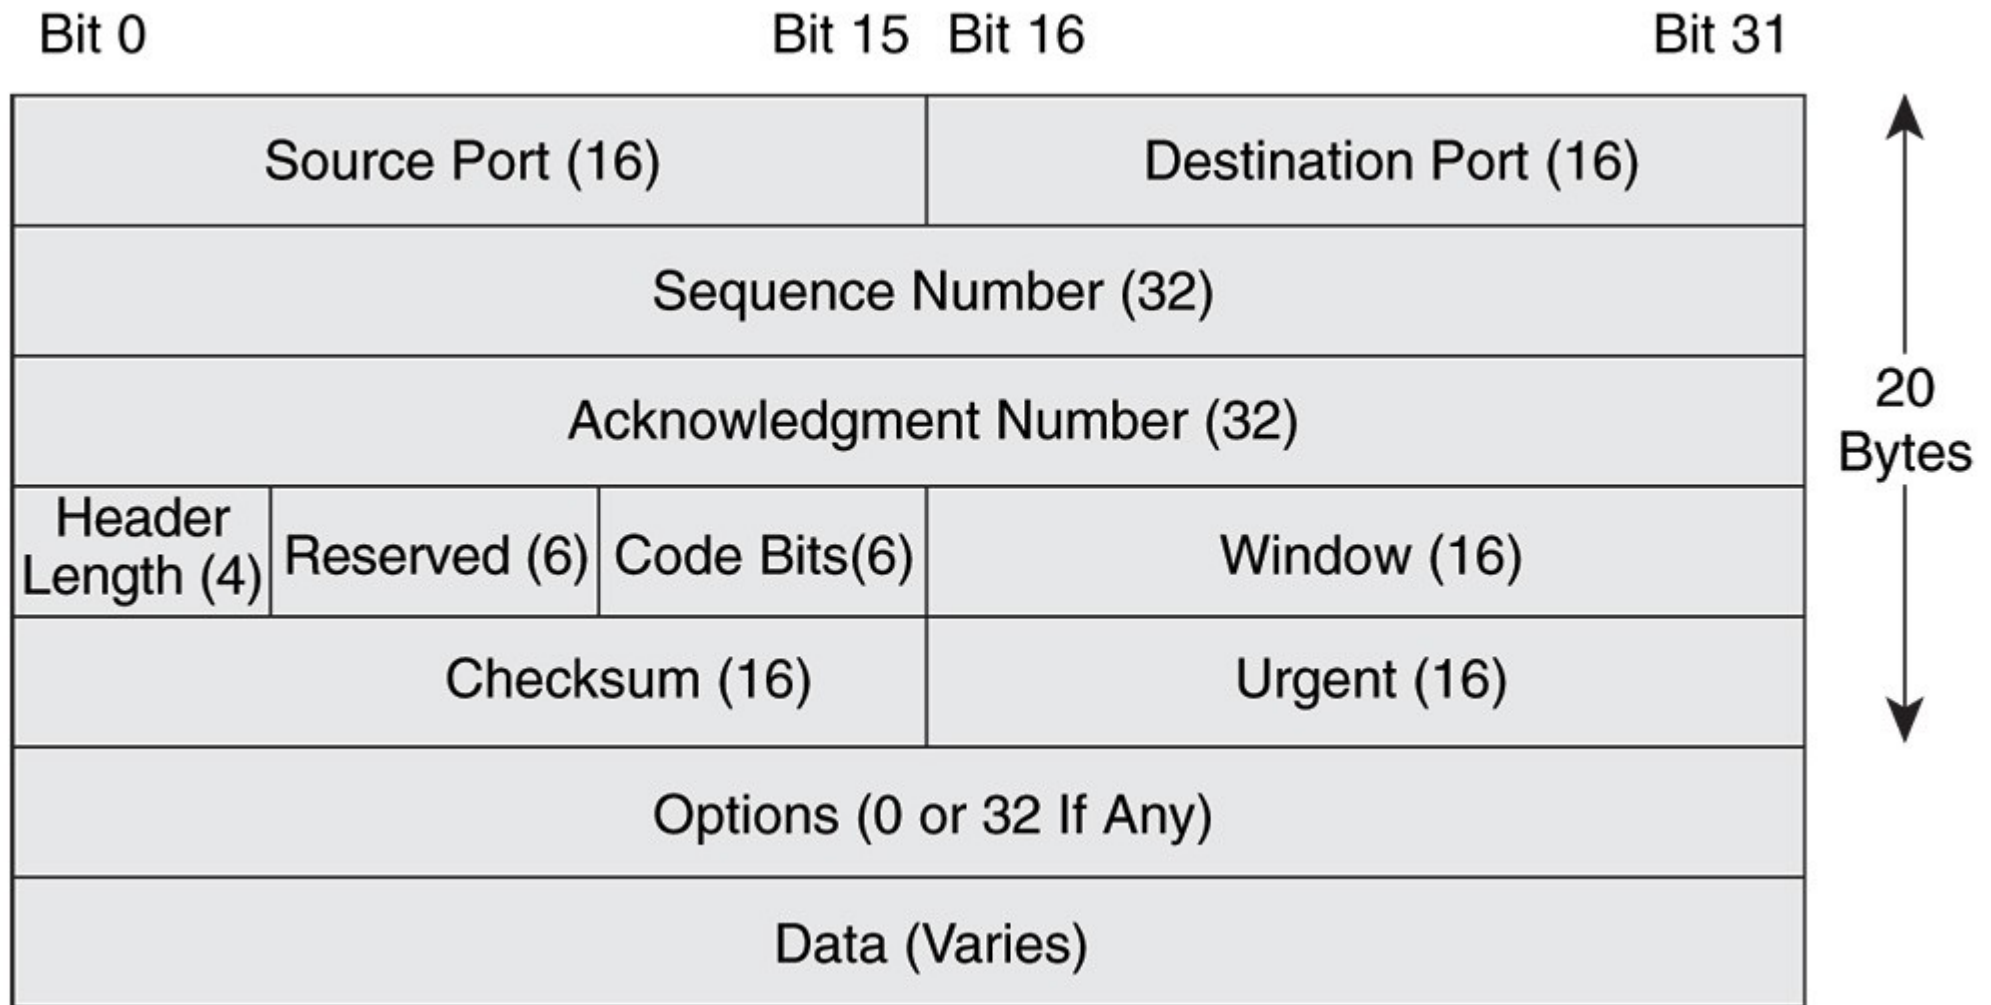 Bit 0
Bit 15
Bit 16
Bit 31
Source Port (16)
Destination Port (16)
Sequence Number (32)
Acknowledgment Number (32)
20
Bytes
Header
Length (4)
Reserved (6)
Code Bits(6)
Window (16)
Checksum (16)
Urgent (16)
Options (0 or 32 If Any)
Data (Varies)